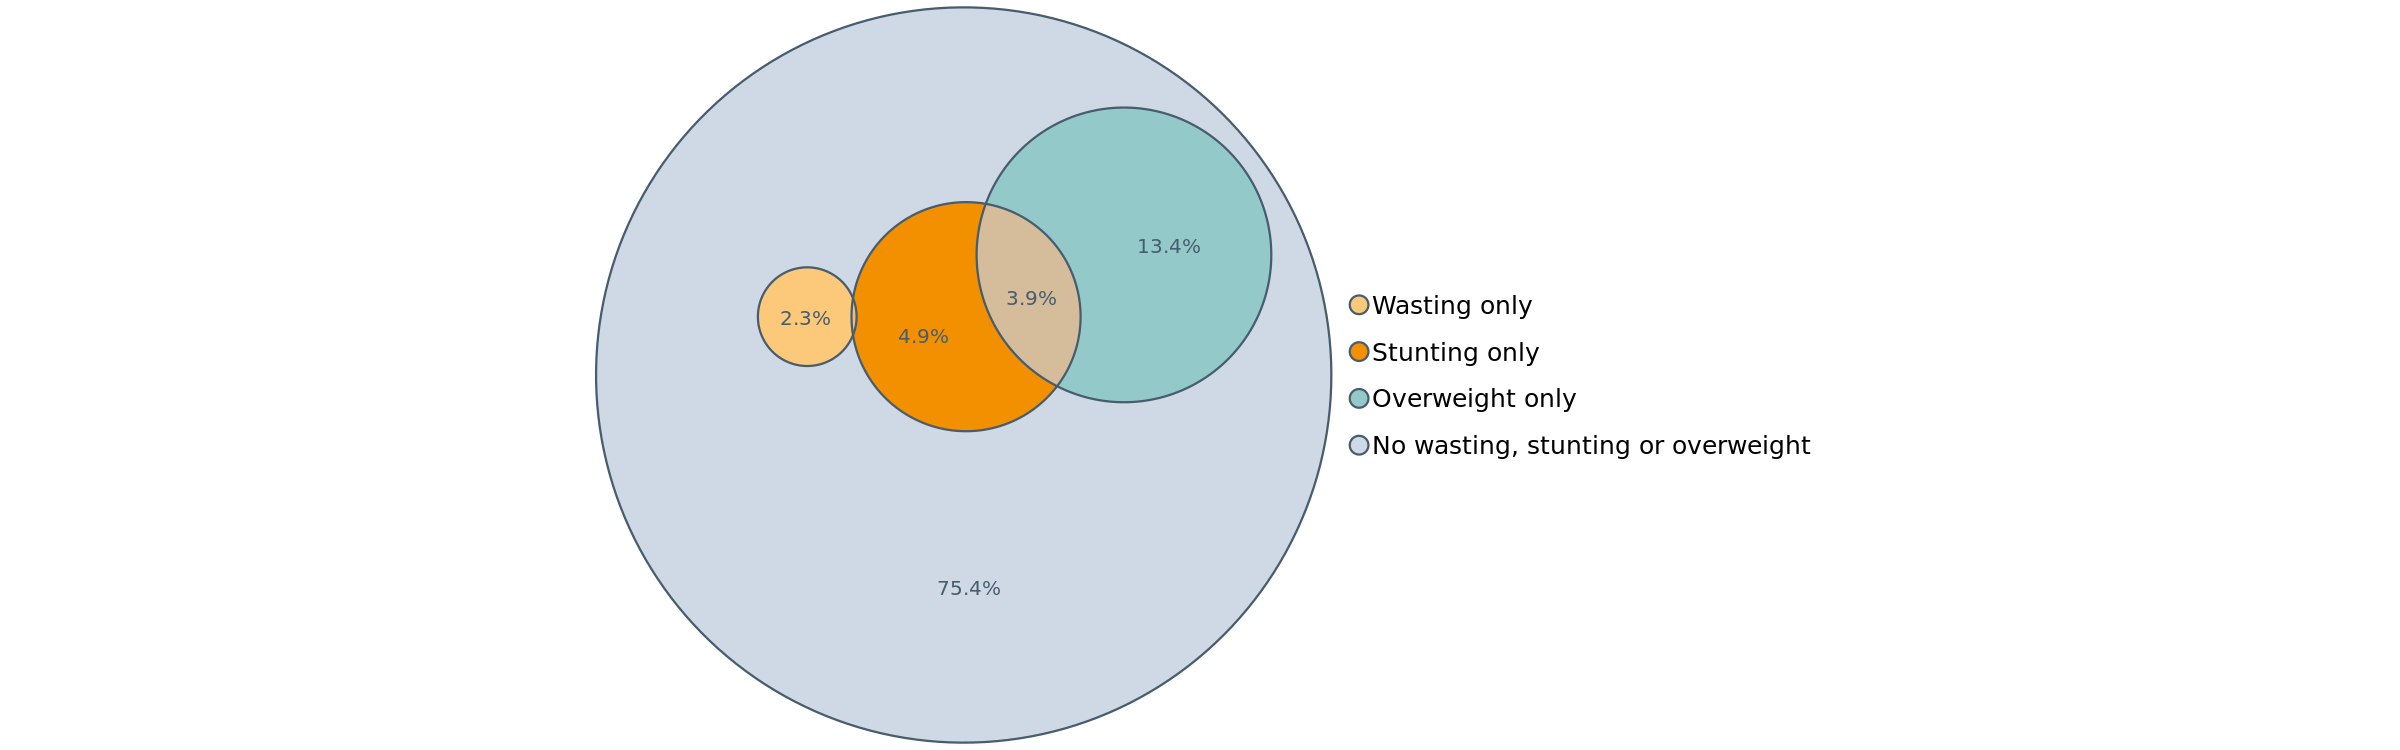 13.4%
3.9%
2.3%
4.9%
75.4%
Wasting only
Stunting only
Overweight only
No wasting, stunting or overweight